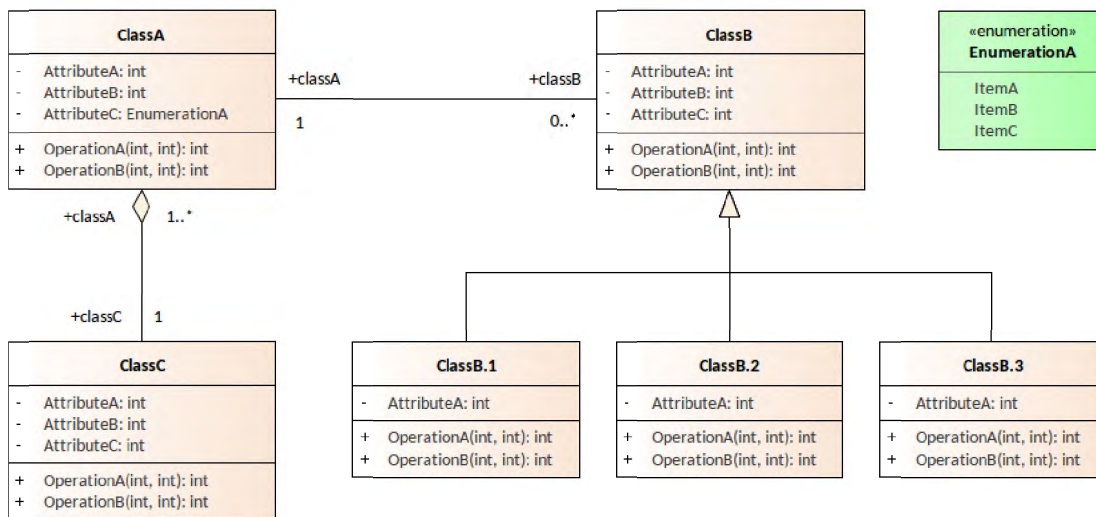 ClassA
- AttributeA: int
- AttributeB: int
- AttributeC: EnumerationA
+ OperationA(int, int): int
+ OperationB(int, int): int
+classA
+classB
1
0..*
ClassB
- AttributeA: int
- AttributeB: int
- AttributeC: int
+ OperationA(int, int): int
+ OperationB(int, int): int
«enumeration»
EnumerationA
ItemA
ItemB
ItemC
+classA
1..*
+classC
1
ClassC
- AttributeA: int
- AttributeB: int
- AttributeC: int
+ OperationA(int, int): int
+ OperationB(int, int): int
ClassB.1
- AttributeA: int
+ OperationA(int, int): int
+ OperationB(int, int): int
ClassB.2
- AttributeA: int
+ OperationA(int, int): int
+ OperationB(int, int): int
ClassB.3
- AttributeA: int
+ OperationA(int, int): int
+ OperationB(int, int): int